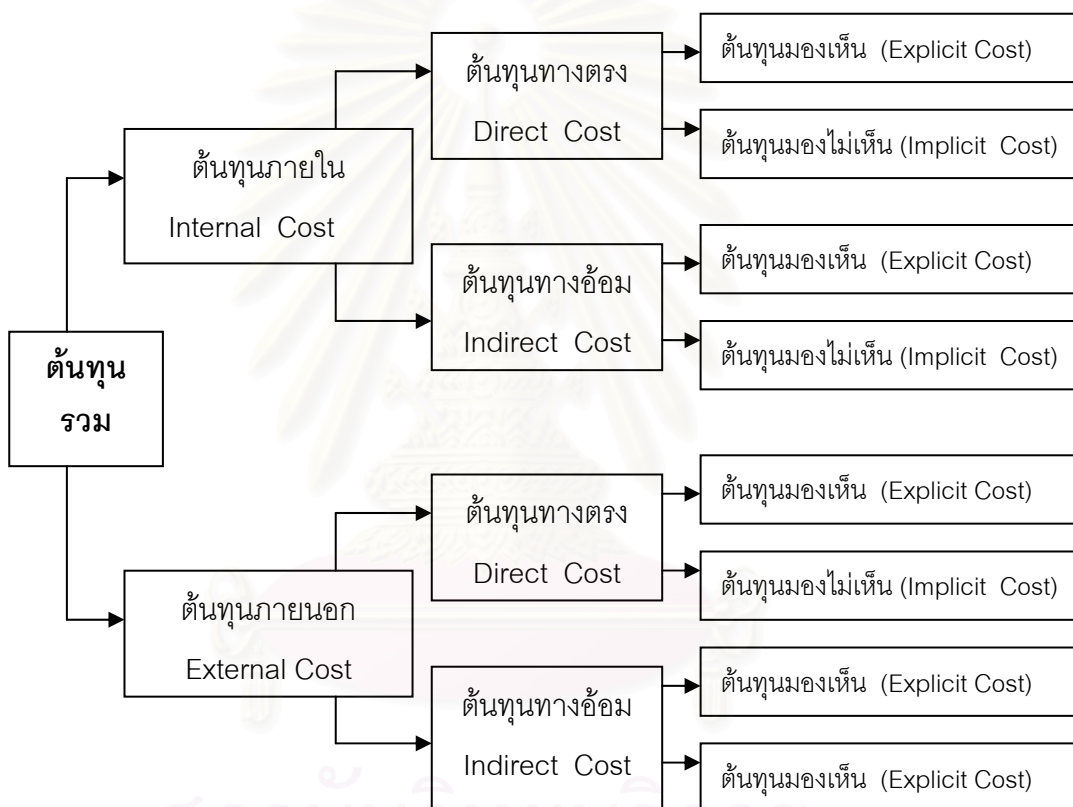 ต้นทุนมองเห็น (Explicit Cost)
ต้นทุนทางตรง
Direct Cost
ต้นทุนมองไม่เห็น (Implicit Cost)
ต้นทุนภายใน
Internal Cost
ต้นทุนมองเห็น (Explicit Cost)
ต้นทุนทางอ้อม
Indirect Cost
ต้นทุนมองไม่เห็น (Implicit Cost)
ต้นทุน
รวม
ต้นทุนมองเห็น (Explicit Cost)
ต้นทุนทางตรง
Direct Cost
ต้นทุนมองไม่เห็น (Implicit Cost)
ต้นทุนภายนอก
External Cost
ต้นทุนมองเห็น (Explicit Cost)
ต้นทุนทางอ้อม
Indirect Cost
ต้นทุนมองเห็น (Explicit Cost)